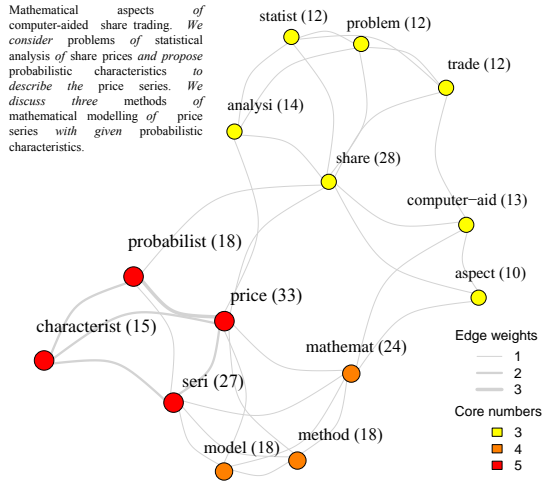 Mathematical aspects of
computer-aided share trading. We
consider problems of statistical
analysis of share prices and propose
probabilistic characteristics to
describe the price series. We
discuss three methods of
mathematical modelling of price
series with given probabilistic
characteristics.
statist (12)
problem (12)
trade (12)
analysi (14)
share (28)
computer−aid (13)
probabilist (18)
aspect (10)
price (33)
characterist (15)
mathemat (24)
seri (27)
model (18)
method (18)
Edge weights
1
2
3
Core numbers
3
4
5